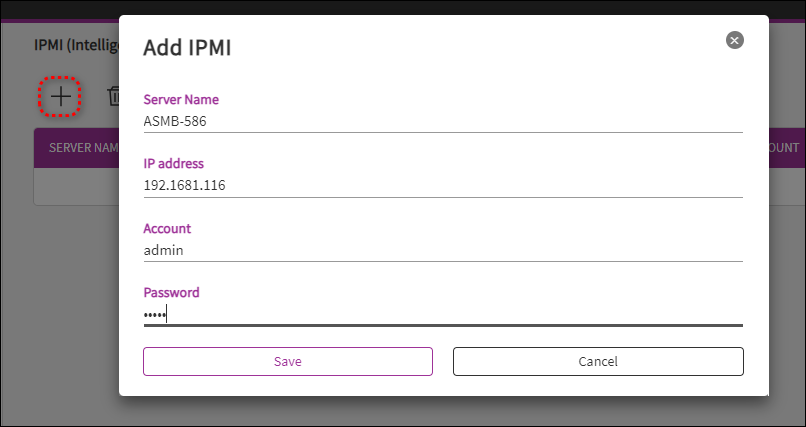 IPMI (Intellig
Add IPMI
Server Name
ASMB-586
IP address
192.1681.116
Account
admin
Password
•••••
Save
Cancel
SERVER NAM
OUNT